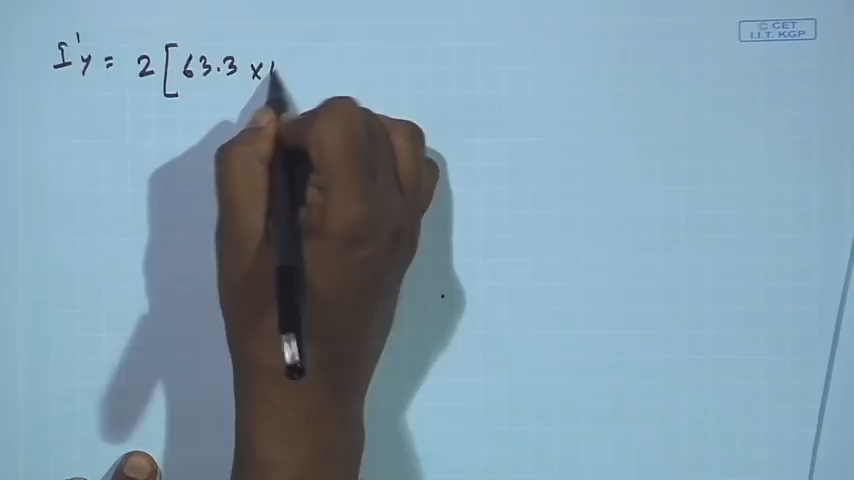 I'y = 2 [ 63.3 x
© CET
I.I.T. KGP